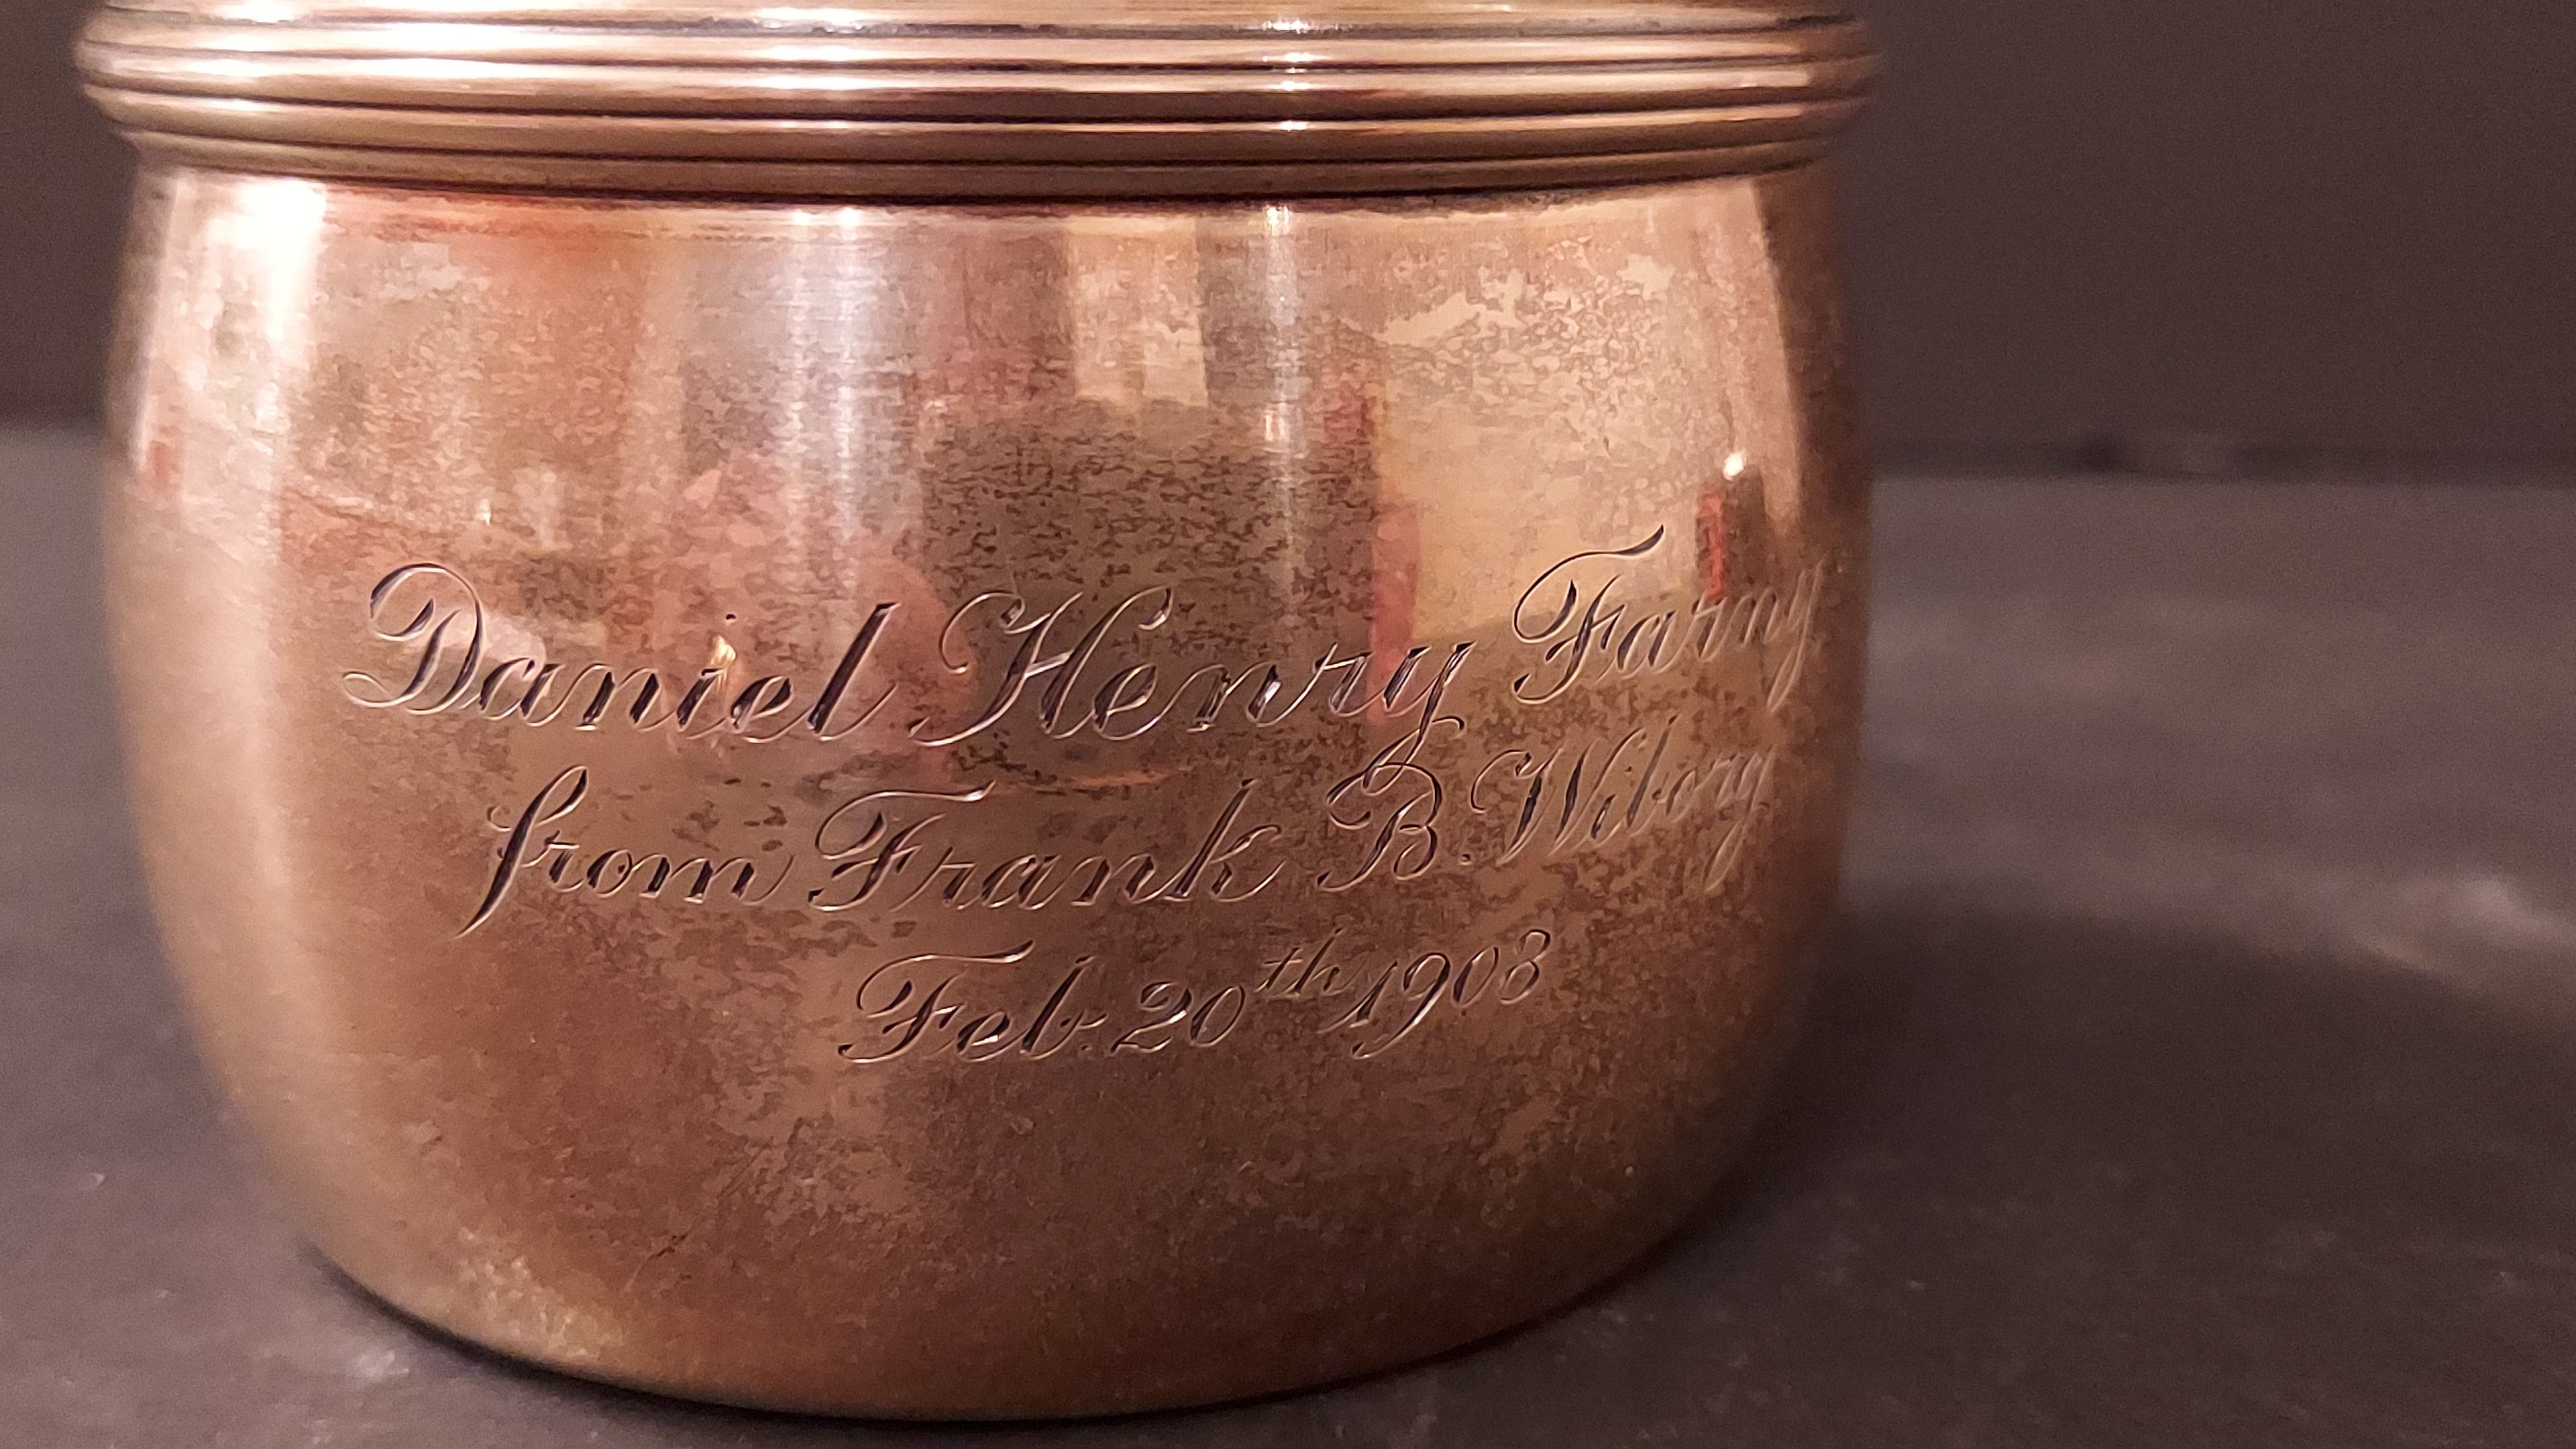 Daniel Henry Farny
from Frank B. Wiborg
Feb. 20th 1903